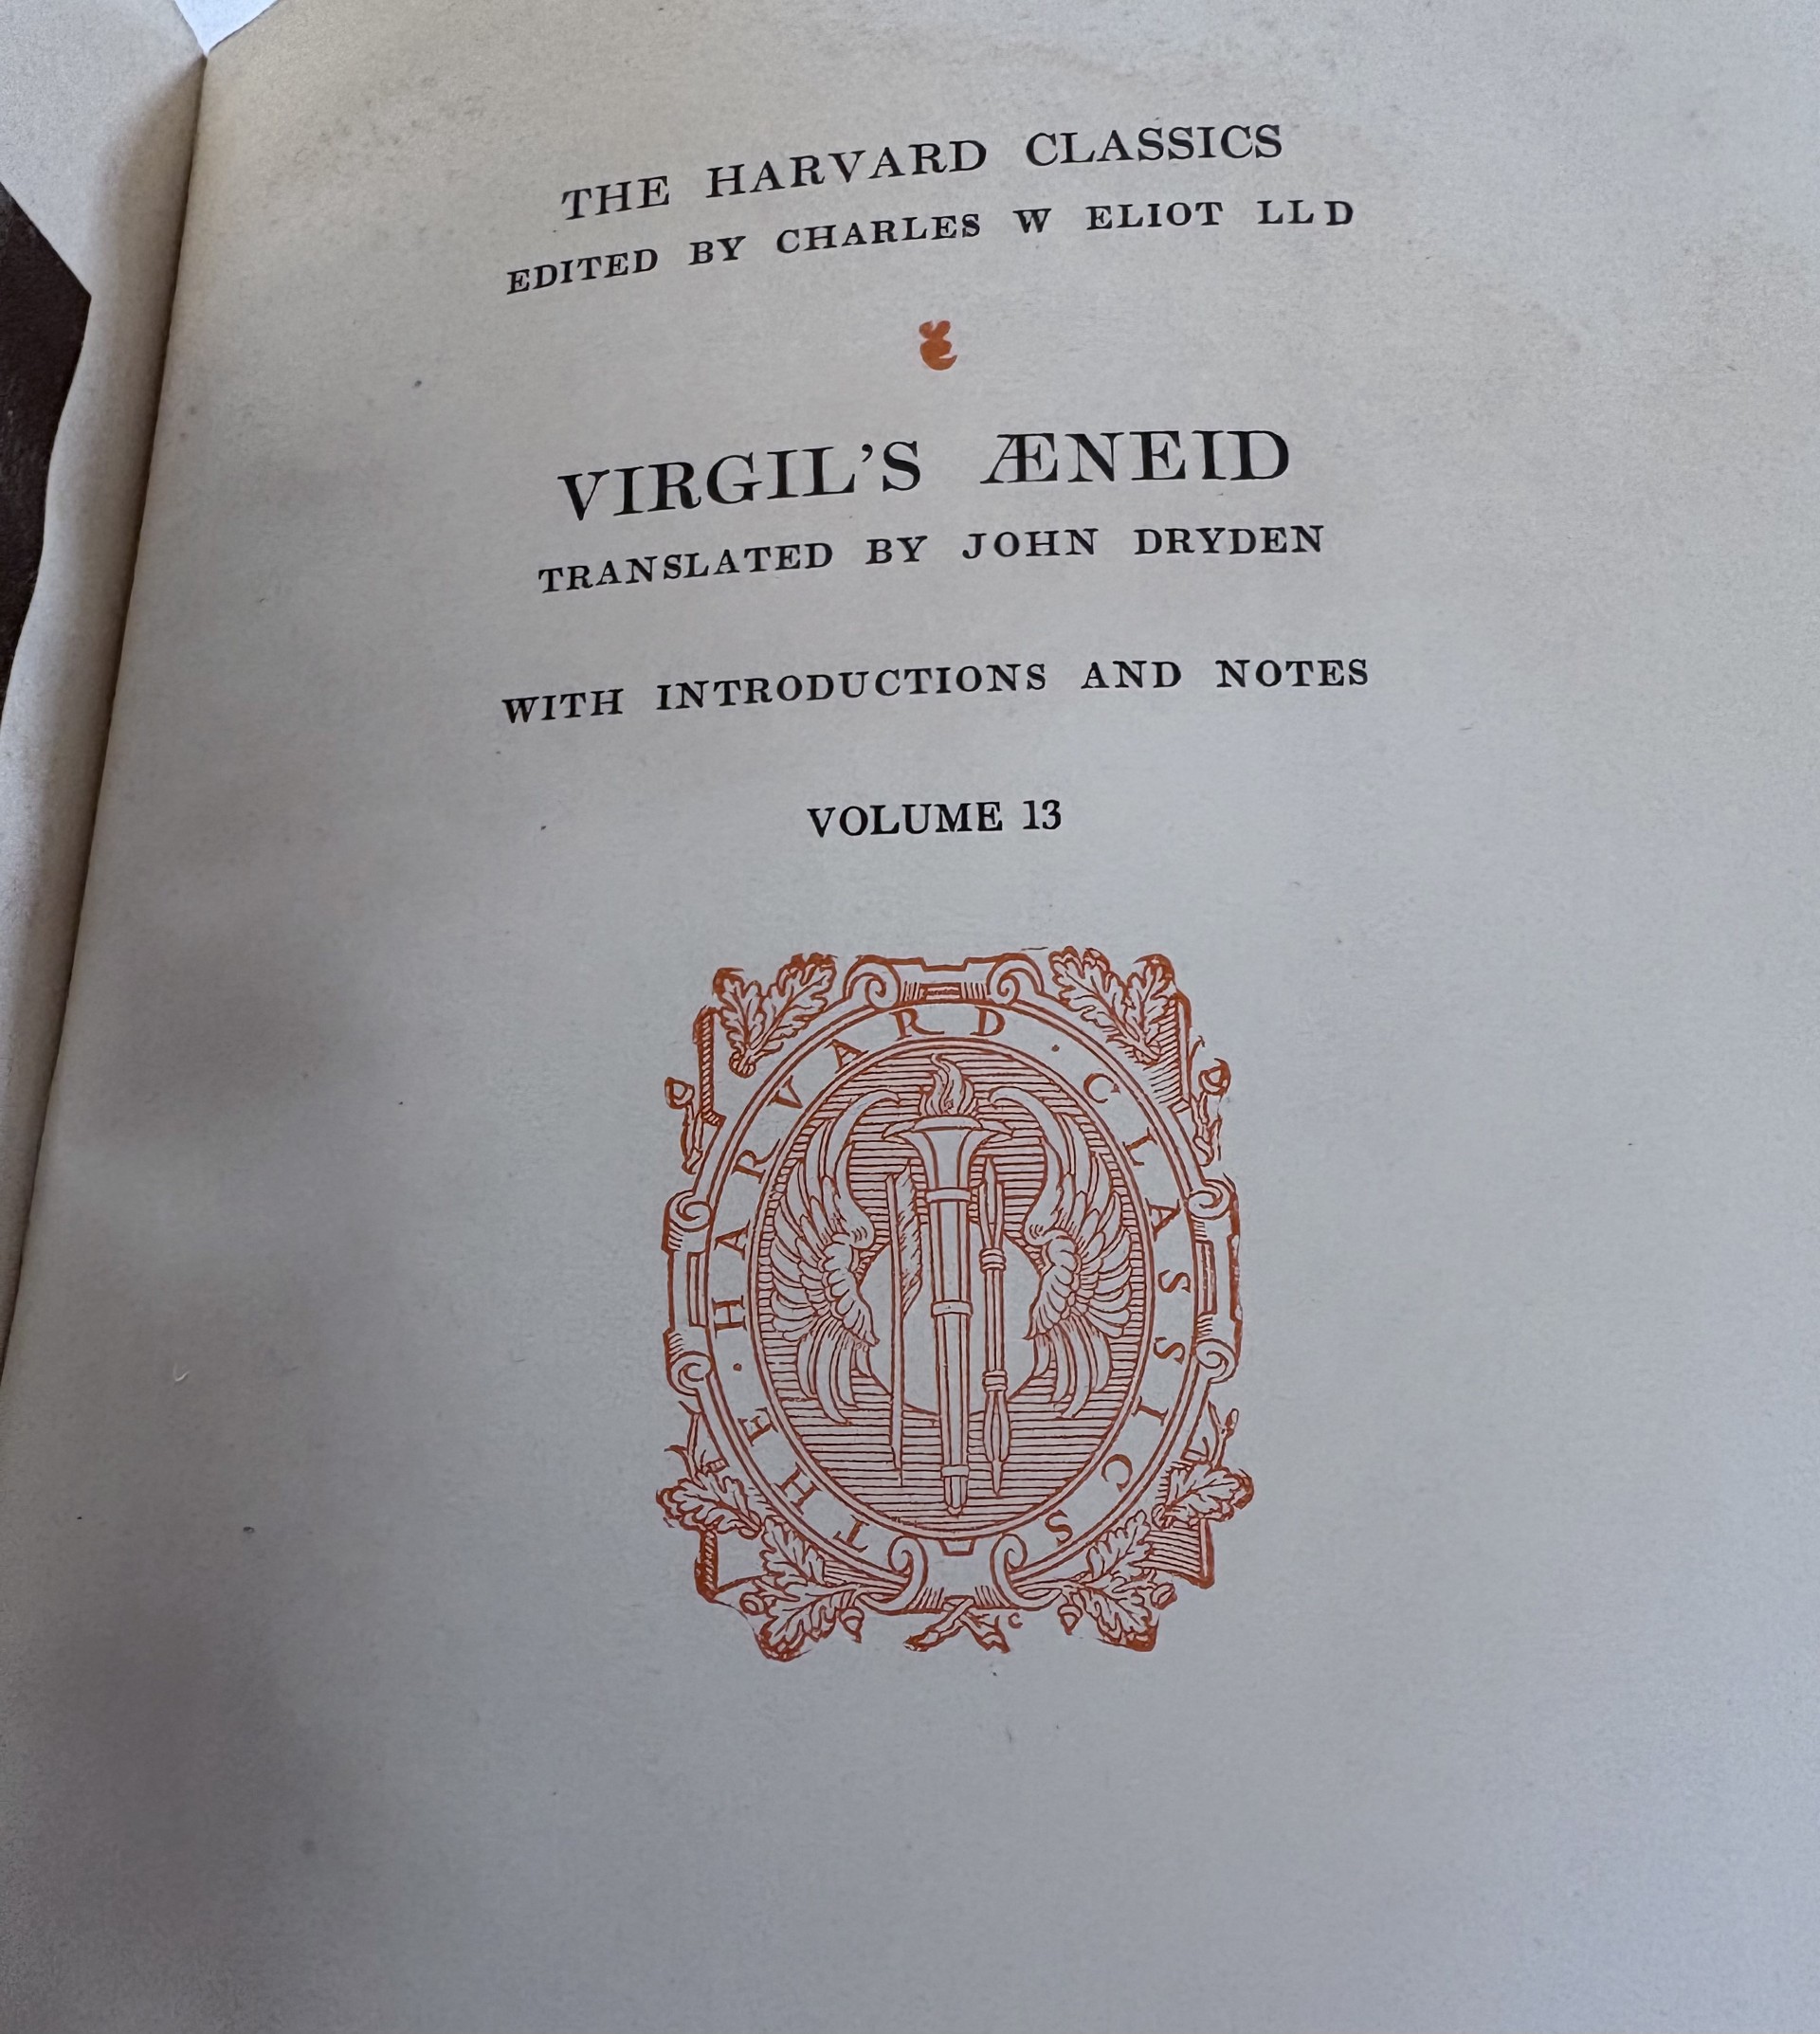 THE HARVARD CLASSICS
EDITED BY CHARLES W ELIOT LL D
VIRGIL'S ÆNEID
TRANSLATED BY JOHN DRYDEN
WITH INTRODUCTIONS AND NOTES
VOLUME 13
THE · HARVARD · CLASSICS
C